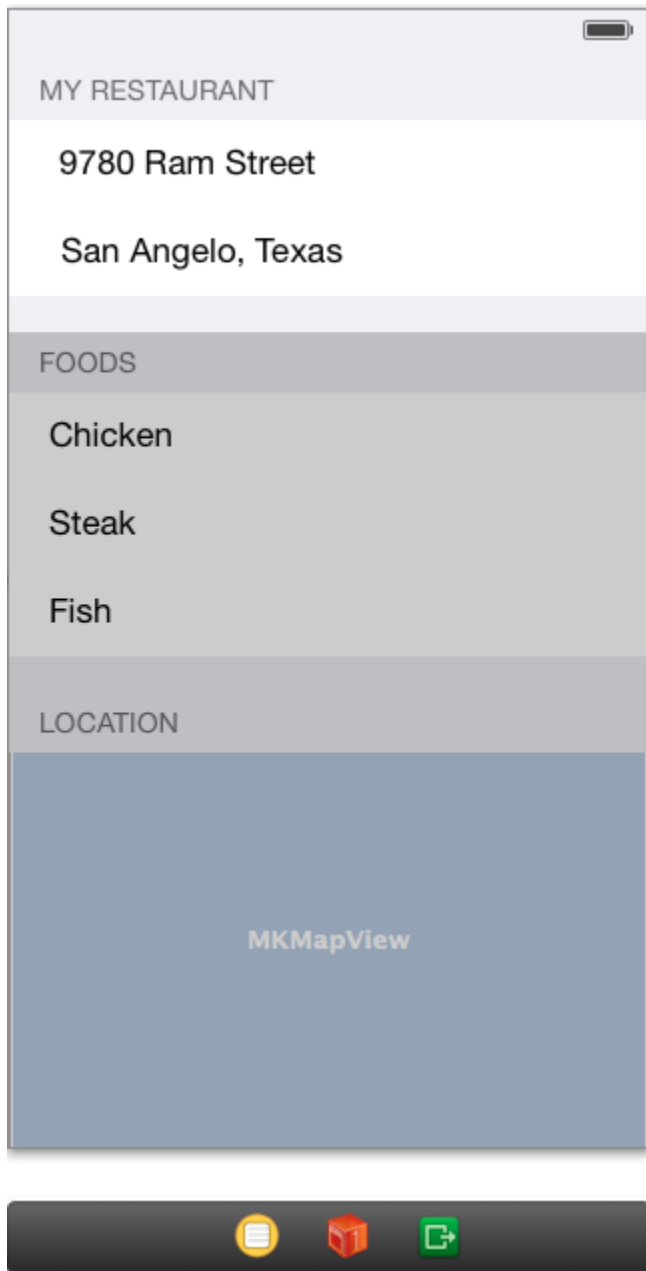 MY RESTAURANT
9780 Ram Street
San Angelo, Texas
FOODS
Chicken
Steak
Fish
LOCATION
MKMapView